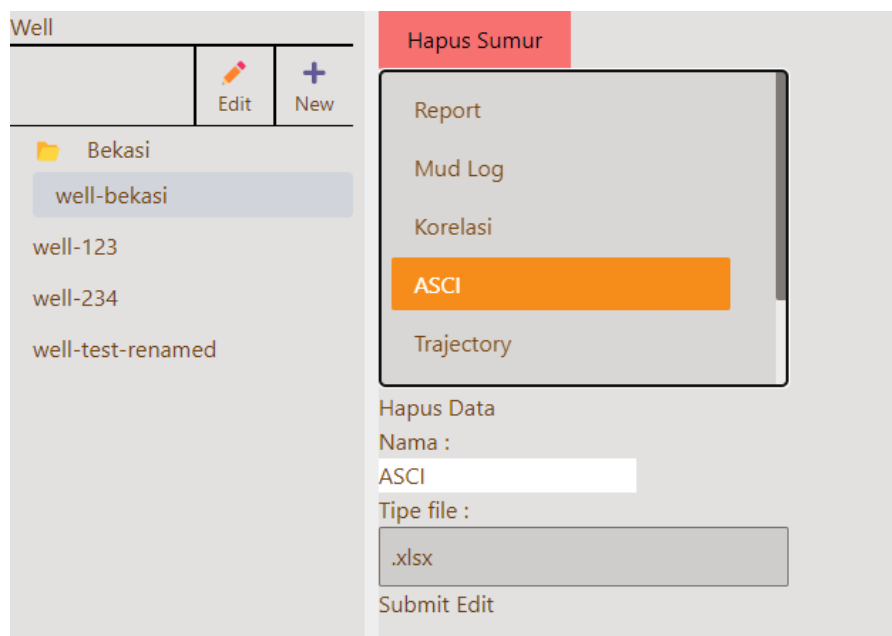 Well
Edit
New
Bekasi
well-bekasi
well-123
well-234
well-test-renamed
Hapus Sumur
Report
Mud Log
Korelasi
ASCI
Trajectory
Hapus Data
Nama :
ASCI
Tipe file :
.xlsx
Submit Edit